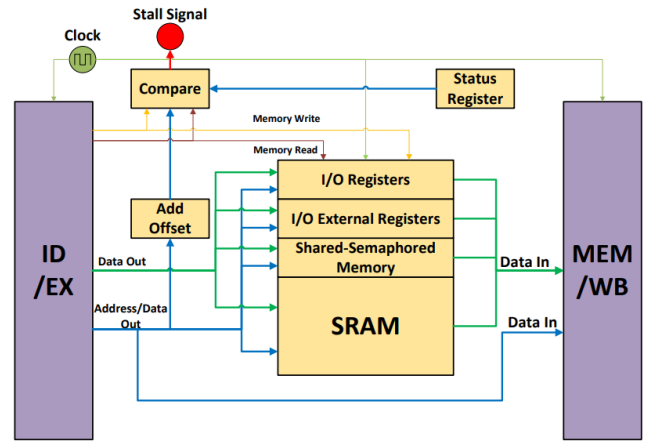 Stall Signal
Clock
Compare
Status
Register
Memory Write
Memory Read
I/O Registers
Add
Offset
I/O External Registers
ID
/EX
Data Out
Shared-Semaphored
Memory
Data In
MEM
/WB
Address/Data
Out
SRAM
Data In